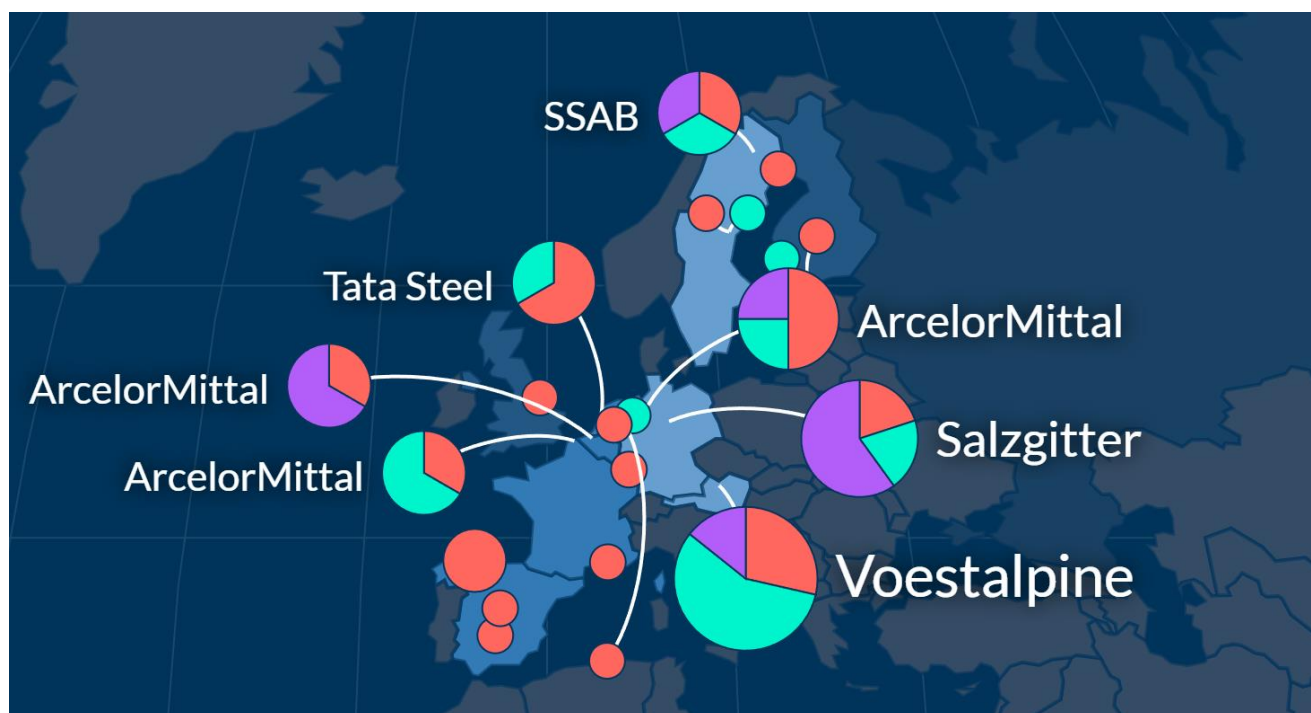 SSAB
Tata Steel
ArcelorMittal
ArcelorMittal
ArcelorMittal
Salzgitter
Voestalpine